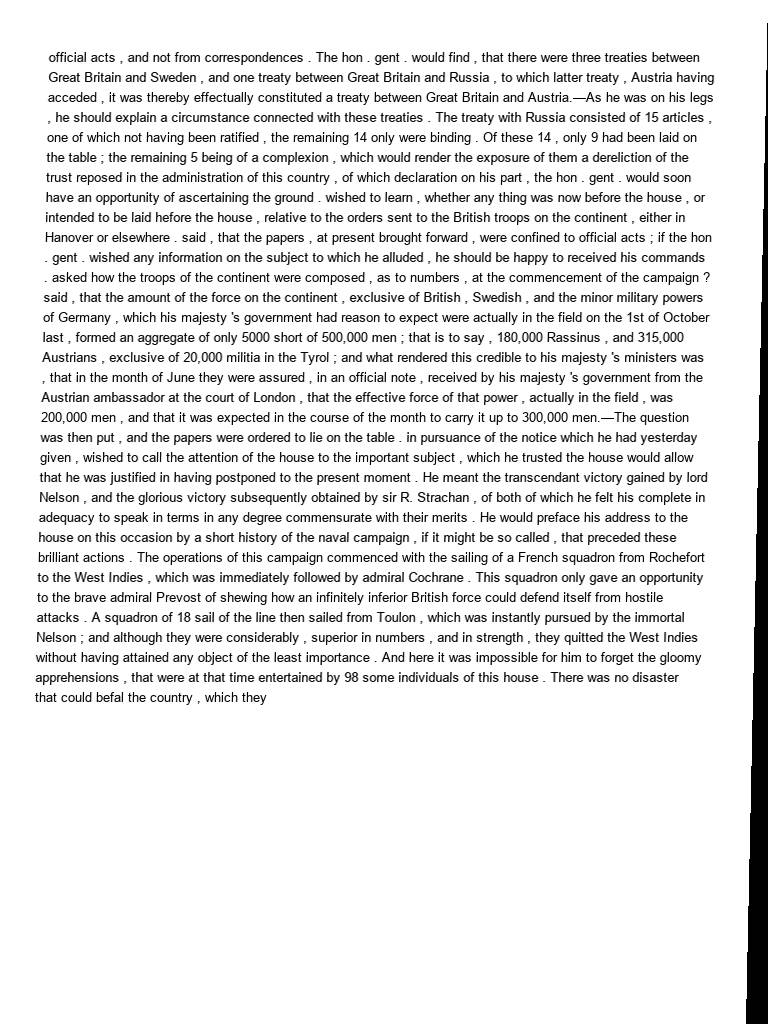 official acts , and not from correspondences . The hon . gent . would find , that there were three treaties between
Great Britain and Sweden , and one treaty between Great Britain and Russia , to which latter treaty , Austria having
acceded , it was thereby effectually constituted a treaty between Great Britain and Austria.—As he was on his legs
, he should explain a circumstance connected with these treaties . The treaty with Russia consisted of 15 articles ,
one of which not having been ratified , the remaining 14 only were binding . Of these 14 , only 9 had been laid on
the table ; the remaining 5 being of a complexion , which would render the exposure of them a dereliction of the
trust reposed in the administration of this country , of which declaration on his part , the hon . gent . would soon
have an opportunity of ascertaining the ground . wished to learn , whether any thing was now before the house , or
intended to be laid hefore the house , relative to the orders sent to the British troops on the continent , either in
Hanover or elsewhere . said , that the papers , at present brought forward , were confined to official acts ; if the hon
. gent . wished any information on the subject to which he alluded , he should be happy to received his commands
. asked how the troops of the continent were composed , as to numbers , at the commencement of the campaign ?
said , that the amount of the force on the continent , exclusive of British , Swedish , and the minor military powers
of Germany , which his majesty 's government had reason to expect were actually in the field on the 1st of October
last , formed an aggregate of only 5000 short of 500,000 men ; that is to say , 180,000 Rassinus , and 315,000
Austrians , exclusive of 20,000 militia in the Tyrol ; and what rendered this credible to his majesty 's ministers was
, that in the month of June they were assured , in an official note , received by his majesty 's government from the
Austrian ambassador at the court of London , that the effective force of that power , actually in the field , was
200,000 men , and that it was expected in the course of the month to carry it up to 300,000 men.—The question
was then put , and the papers were ordered to lie on the table . in pursuance of the notice which he had yesterday
given , wished to call the attention of the house to the important subject , which he trusted the house would allow
that he was justified in having postponed to the present moment . He meant the transcendant victory gained by lord
Nelson , and the glorious victory subsequently obtained by sir R. Strachan , of both of which he felt his complete in
adequacy to speak in terms in any degree commensurate with their merits . He would preface his address to the
house on this occasion by a short history of the naval campaign , if it might be so called , that preceded these
brilliant actions . The operations of this campaign commenced with the sailing of a French squadron from Rochefort
to the West Indies , which was immediately followed by admiral Cochrane . This squadron only gave an opportunity
to the brave admiral Prevost of shewing how an infinitely inferior British force could defend itself from hostile
attacks . A squadron of 18 sail of the line then sailed from Toulon , which was instantly pursued by the immortal
Nelson ; and although they were considerably , superior in numbers , and in strength , they quitted the West Indies
without having attained any object of the least importance . And here it was impossible for him to forget the gloomy
apprehensions , that were at that time entertained by 98 some individuals of this house . There was no disaster
that could befal the country , which they